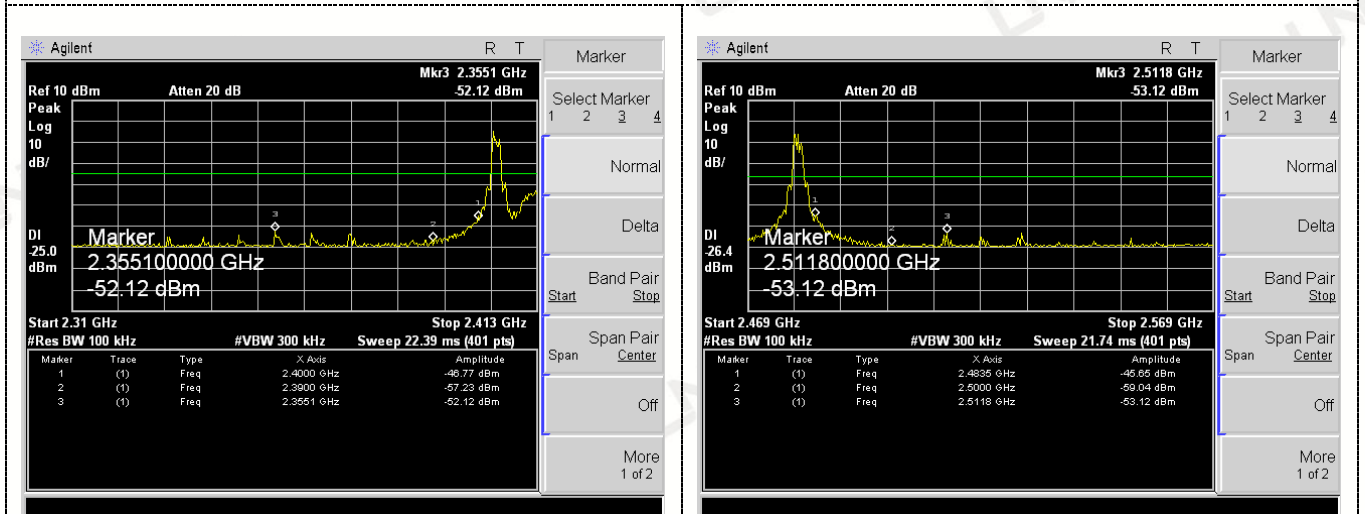 Agilent R T
Mkr3 2.3551 GHz
Ref 10 dBm Atten 20 dB -52.12 dBm
Peak
Log
10
dB/
1
2
3
DI
-25.0
dBm
Marker
2.355100000 GHz
-52.12 dBm
Start 2.31 GHz Stop 2.413 GHz
#Res BW 100 kHz #VBW 300 kHz Sweep 22.39 ms (401 pts)
Marker Trace Type X Axis Amplitude
1 (1) Freq 2.4000 GHz -46.77 dBm
2 (1) Freq 2.3900 GHz -57.23 dBm
3 (1) Freq 2.3551 GHz -52.12 dBm
Marker
Select Marker
1 2 3 4
Normal
Delta
Band Pair
Start Stop
Span Pair
Span Center
Off
More
1 of 2
Agilent R T
Mkr3 2.5118 GHz
Ref 10 dBm Atten 20 dB -53.12 dBm
Peak
Log
10
dB/
1
2
3
DI
-26.4
dBm
Marker
2.511800000 GHz
-53.12 dBm
Start 2.469 GHz Stop 2.569 GHz
#Res BW 100 kHz #VBW 300 kHz Sweep 21.74 ms (401 pts)
Marker Trace Type X Axis Amplitude
1 (1) Freq 2.4835 GHz -45.65 dBm
2 (1) Freq 2.5000 GHz -59.04 dBm
3 (1) Freq 2.5118 GHz -53.12 dBm
Marker
Select Marker
1 2 3 4
Normal
Delta
Band Pair
Start Stop
Span Pair
Span Center
Off
More
1 of 2